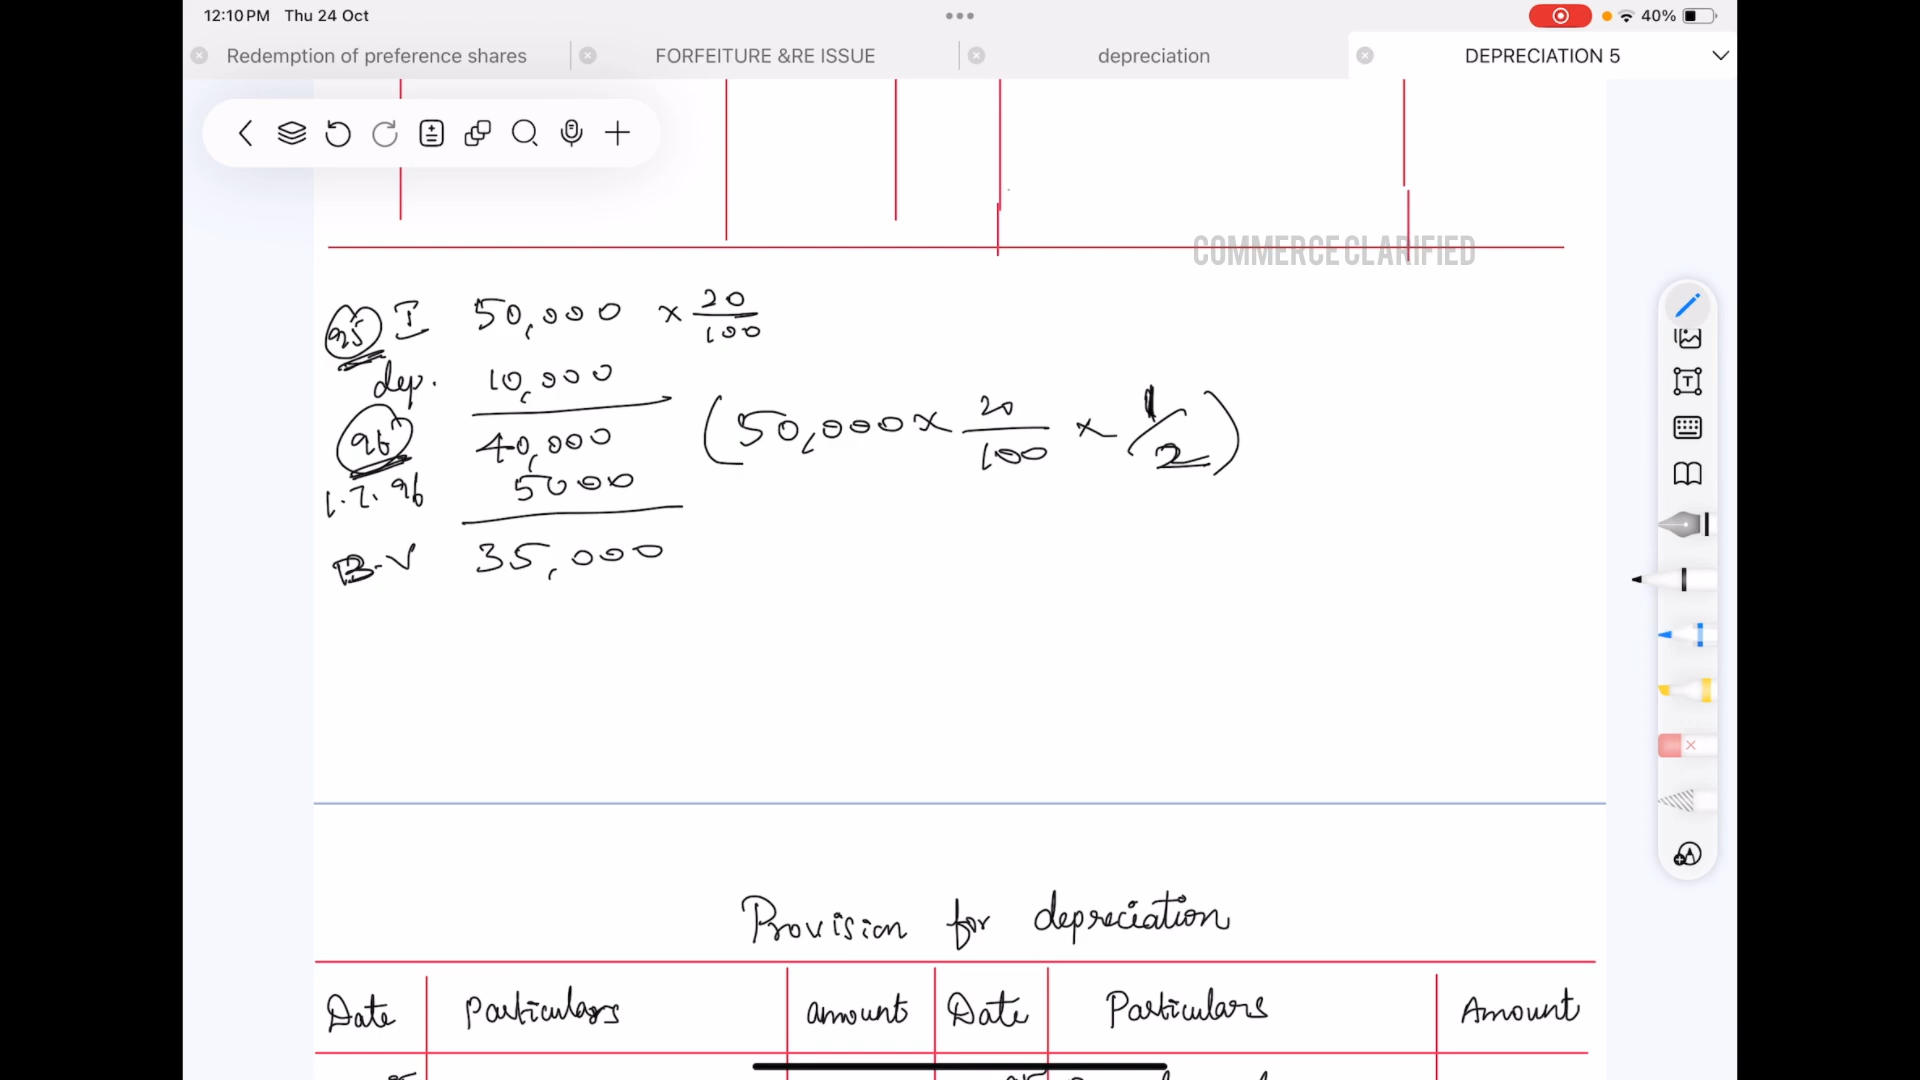 12:10 PM Thu 24 Oct
40%
Redemption of preference shares
FORFEITURE &RE ISSUE
depreciation
DEPRECIATION 5
COMMERCE CLARIFIED
95 I 50,000 x 20/100
dep. 10,000
96 40,000 (50,000 x 20/100 x 1/2)
1.7.96 5000
B.V 35,000
Provision for depreciation
Date Particulars amount Date Particulars Amount